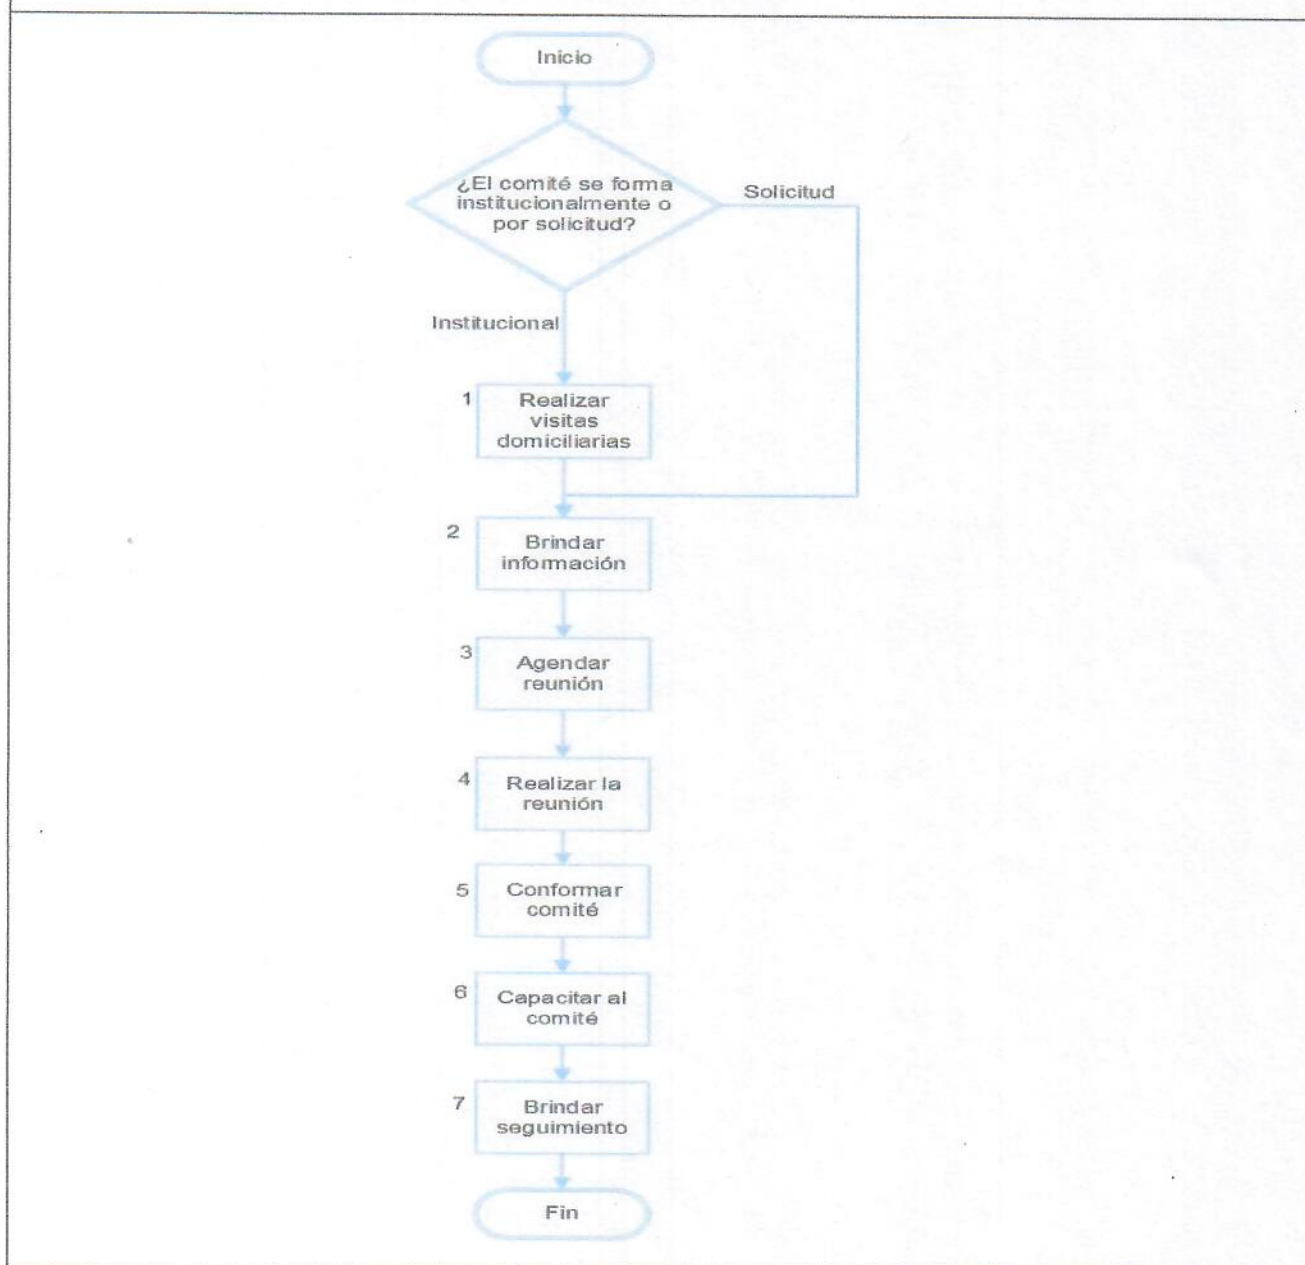 Inicio
¿El comité se forma
institucionalmente o
por solicitud?
Solicitud
Institucional
1
Realizar
visitas
domiciliarias
2
Brindar
información
3
Agendar
reunión
4
Realizar la
reunión
5
Conformar
comité
6
Capacitar al
comité
7
Brindar
seguimiento
Fin